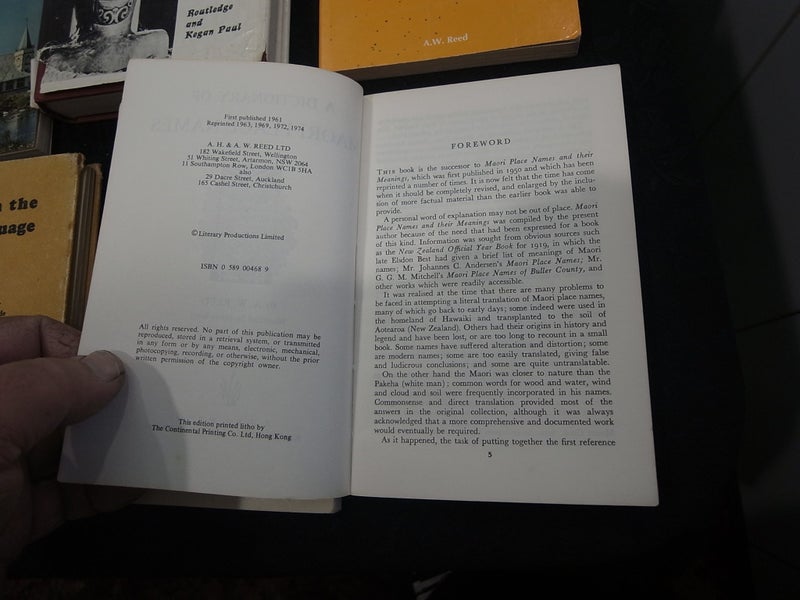 Routledge
and
Kegan Paul
A.W. Reed
n the
uage
First published 1961
Reprinted 1963, 1969, 1972, 1974
A. H. & A. W. REED LTD
182 Wakefield Street, Wellington
51 Whiting Street, Artarmon, NSW 2064
11 Southampton Row, London WC1B 5HA
also
29 Dacre Street, Auckland
165 Cashel Street, Christchurch
© Literary Productions Limited
ISBN 0 589 00468 9
All rights reserved. No part of this publication may be
reproduced, stored in a retrieval system, or transmitted
in any form or by any means, electronic, mechanical,
photocopying, recording, or otherwise, without the prior
written permission of the copyright owner.
This edition printed litho by
The Continental Printing Co. Ltd, Hong Kong
FOREWORD
THIS book is the successor to Maori Place Names and their
Meanings, which was first published in 1950 and which has been
reprinted a number of times. It is now felt that the time has come
when it should be completely revised, and enlarged by the inclu-
sion of more factual material than the earlier book was able to
provide.
A personal word of explanation may not be out of place. Maori
Place Names and their Meanings was compiled by the present
author because of the need that had been expressed for a book
of this kind. Information was sought from obvious sources such
as the New Zealand Official Year Book for 1919, in which the
late Elsdon Best had given a brief list of meanings of Maori
names; Mr. Johannes C. Andersen's Maori Place Names; Mr.
G. G. M. Mitchell's Maori Place Names of Buller County, and
other works which were readily accessible.
It was realised at the time that there are many problems to
be faced in attempting a literal translation of Maori place names,
many of which go back to early days; some indeed were used in
the homeland of Hawaiki and transplanted to the soil of
Aotearoa (New Zealand). Others had their origins in history and
legend and have been lost, or are too long to recount in a small
book. Some names have suffered alteration and distortion; some
are modern names; some are too easily translated, giving false
and ludicrous conclusions; and some are quite untranslatable.
On the other hand the Maori was closer to nature than the
Pakeha (white man); common words for wood and water, wind
and cloud and soil were frequently incorporated in his names.
Commonsense and direct translation provided most of the
answers in the original collection, although it was always
acknowledged that a more comprehensive and documented work
would eventually be required.
As it happened, the task of putting together the first reference
5